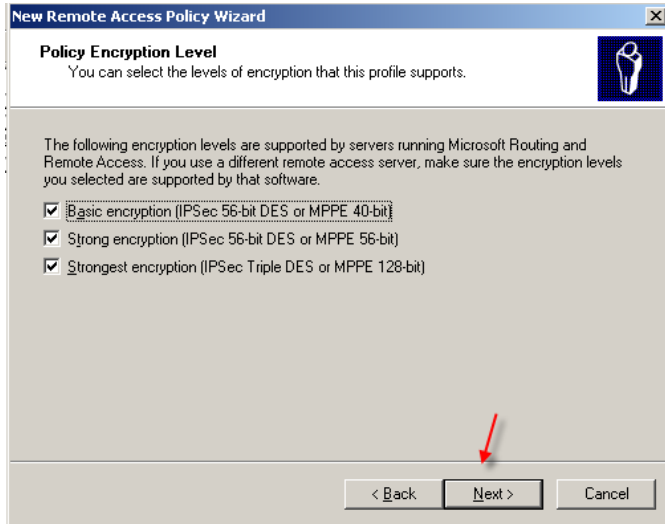 New Remote Access Policy Wizard
Policy Encryption Level
You can select the levels of encryption that this profile supports.
The following encryption levels are supported by servers running Microsoft Routing and
Remote Access. If you use a different remote access server, make sure the encryption levels
you selected are supported by that software.
Basic encryption (IPSec 56-bit DES or MPPE 40-bit)
Strong encryption (IPSec 56-bit DES or MPPE 56-bit)
Strongest encryption (IPSec Triple DES or MPPE 128-bit)
< Back Next > Cancel